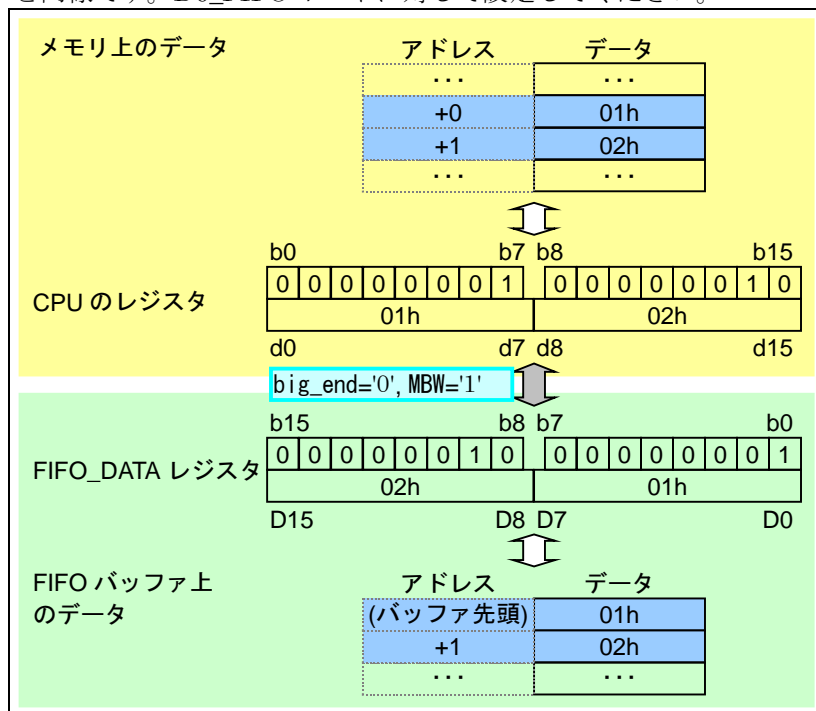 メモリ上のデータ
アドレス データ
... ...
+0 01h
+1 02h
... ...
b0 b7 b8 b15
CPU のレジスタ
0 0 0 0 0 0 0 1 0 0 0 0 0 0 1 0
01h 02h
d0 d7 d8 d15
big_end='0', MBW='1'
b15 b8 b7 b0
FIFO_DATA レジスタ
0 0 0 0 0 0 1 0 0 0 0 0 0 0 0 1
02h 01h
D15 D8 D7 D0
FIFO バッファ上
のデータ
アドレス データ
(バッファ先頭) 01h
+1 02h
... ...